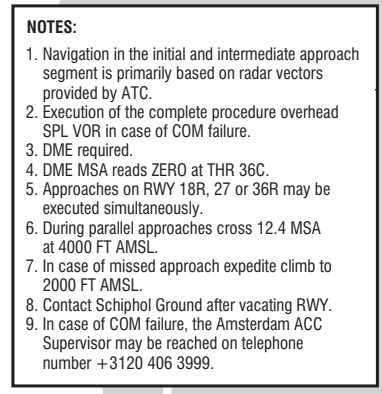 NOTES:
1. Navigation in the initial and intermediate approach
segment is primarily based on radar vectors
provided by ATC.
2. Execution of the complete procedure overhead
SPL VOR in case of COM failure.
3. DME required.
4. DME MSA reads ZERO at THR 36C.
5. Approaches on RWY 18R, 27 or 36R may be
executed simultaneously.
6. During parallel approaches cross 12.4 MSA
at 4000 FT AMSL.
7. In case of missed approach expedite climb to
2000 FT AMSL.
8. Contact Schiphol Ground after vacating RWY.
9. In case of COM failure, the Amsterdam ACC
Supervisor may be reached on telephone
number +3120 406 3999.